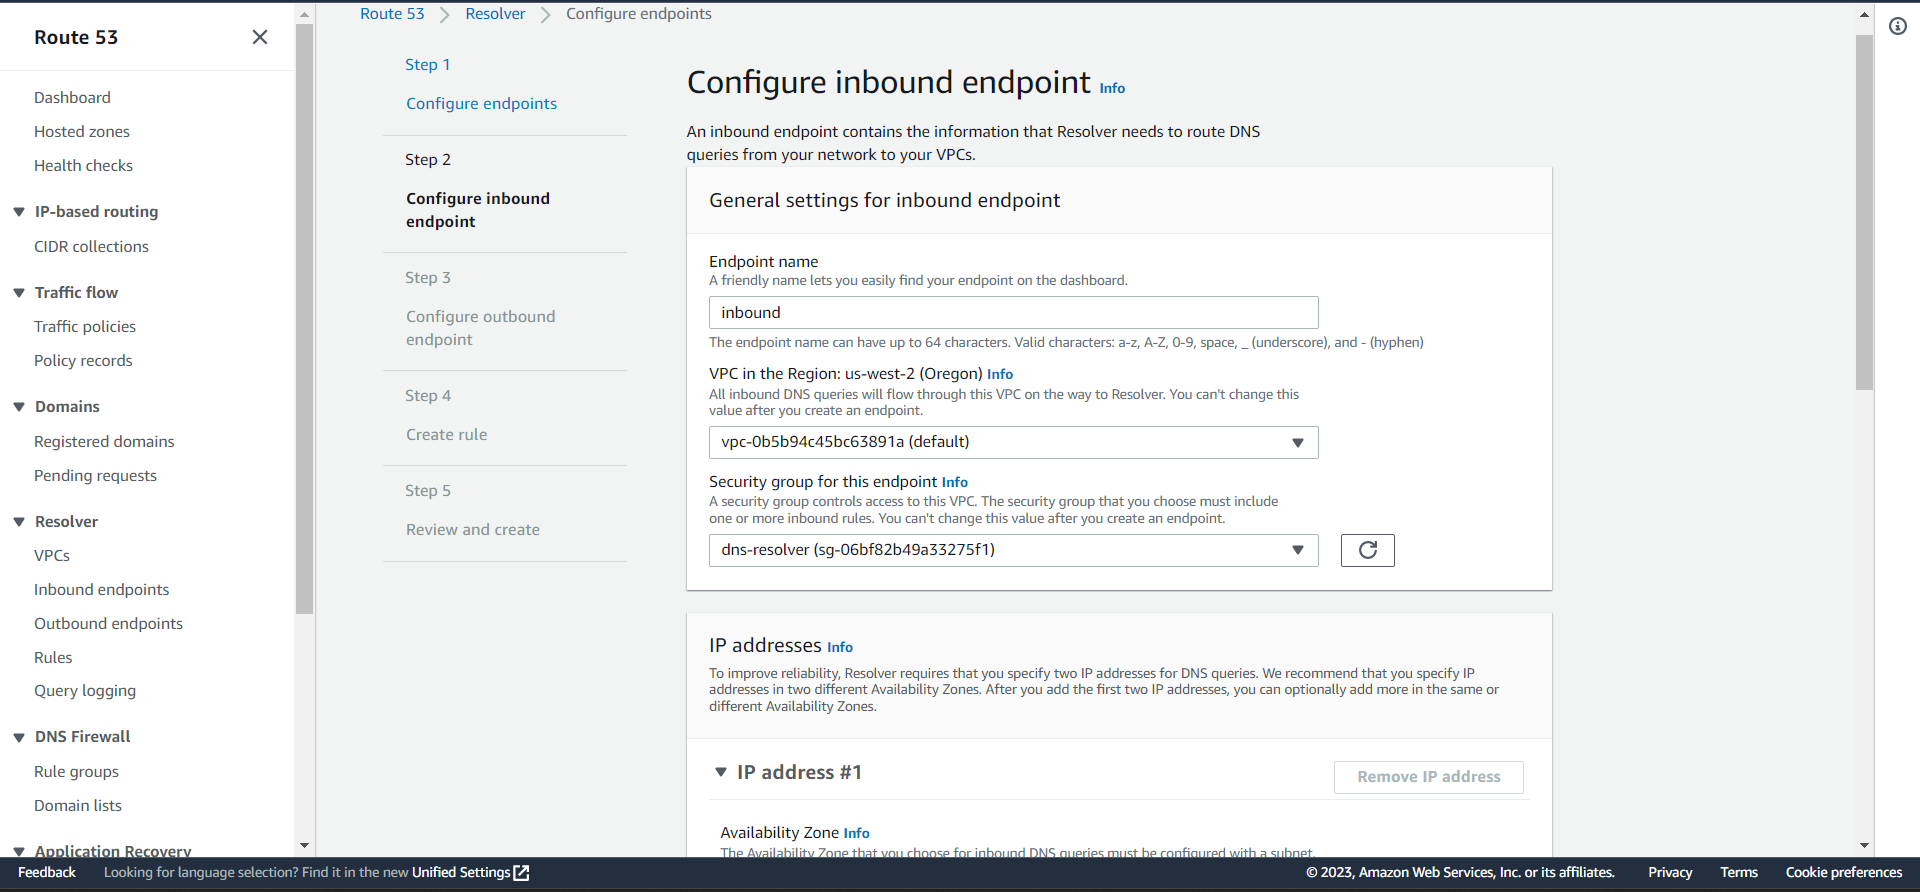 Route 53
Dashboard
Hosted zones
Health checks
IP-based routing
CIDR collections
Traffic flow
Traffic policies
Policy records
Domains
Registered domains
Pending requests
Resolver
VPCs
Inbound endpoints
Outbound endpoints
Rules
Query logging
DNS Firewall
Rule groups
Domain lists
Application Recovery
Route 53 Resolver Configure endpoints
Step 1
Configure endpoints
Step 2
Configure inbound
endpoint
Step 3
Configure outbound
endpoint
Step 4
Create rule
Step 5
Review and create
Configure inbound endpoint Info
An inbound endpoint contains the information that Resolver needs to route DNS
queries from your network to your VPCs.
General settings for inbound endpoint
Endpoint name
A friendly name lets you easily find your endpoint on the dashboard.
inbound
The endpoint name can have up to 64 characters. Valid characters: a-z, A-Z, 0-9, space, _ (underscore), and - (hyphen)
VPC in the Region: us-west-2 (Oregon) Info
All inbound DNS queries will flow through this VPC on the way to Resolver. You can't change this
value after you create an endpoint.
vpc-0b5b94c45bc63891a (default)
Security group for this endpoint Info
A security group controls access to this VPC. The security group that you choose must include
one or more inbound rules. You can't change this value after you create an endpoint.
dns-resolver (sg-06bf82b49a33275f1)
IP addresses Info
To improve reliability, Resolver requires that you specify two IP addresses for DNS queries. We recommend that you specify IP
addresses in two different Availability Zones. After you add the first two IP addresses, you can optionally add more in the same or
different Availability Zones.
IP address #1
Remove IP address
Availability Zone Info
The Availability Zone that you choose for inbound DNS queries must be configured with a subnet.
Feedback Looking for language selection? Find it in the new Unified Settings © 2023, Amazon Web Services, Inc. or its affiliates. Privacy Terms Cookie preferences